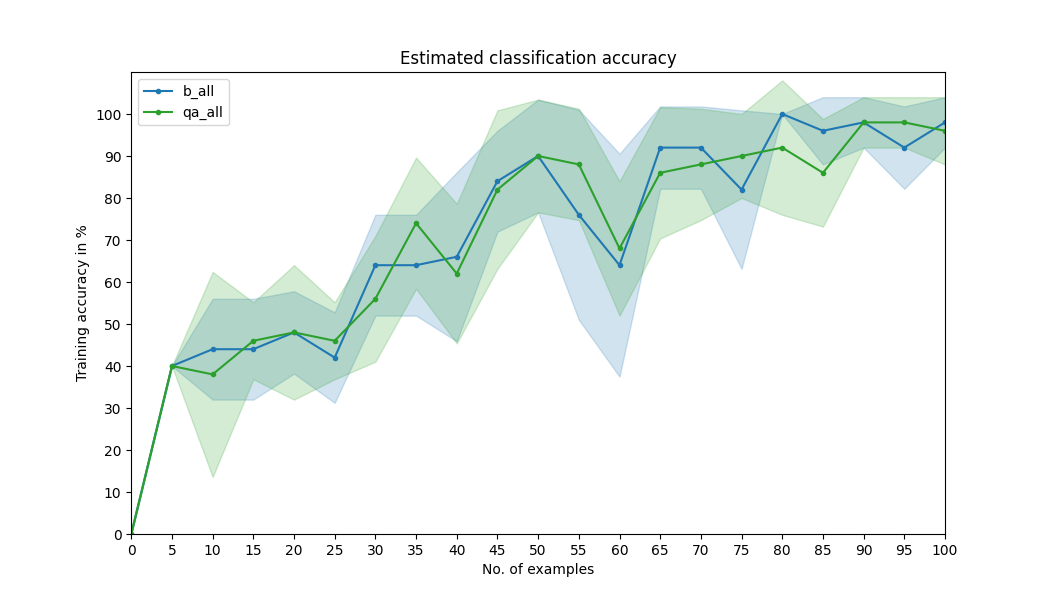 Estimated classification accuracy
b_all
qa_all
Training accuracy in %
100
90
80
70
60
50
40
30
20
10
0
0 5 10 15 20 25 30 35 40 45 50 55 60 65 70 75 80 85 90 95 100
No. of examples